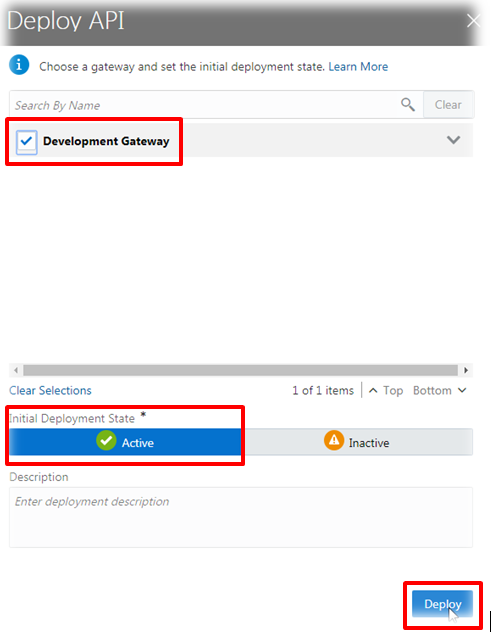 Deploy API
Choose a gateway and set the initial deployment state. Learn More
Search By Name Clear
Development Gateway
Clear Selections 1 of 1 items Top Bottom
Initial Deployment State *
Active Inactive
Description
Enter deployment description
Deploy